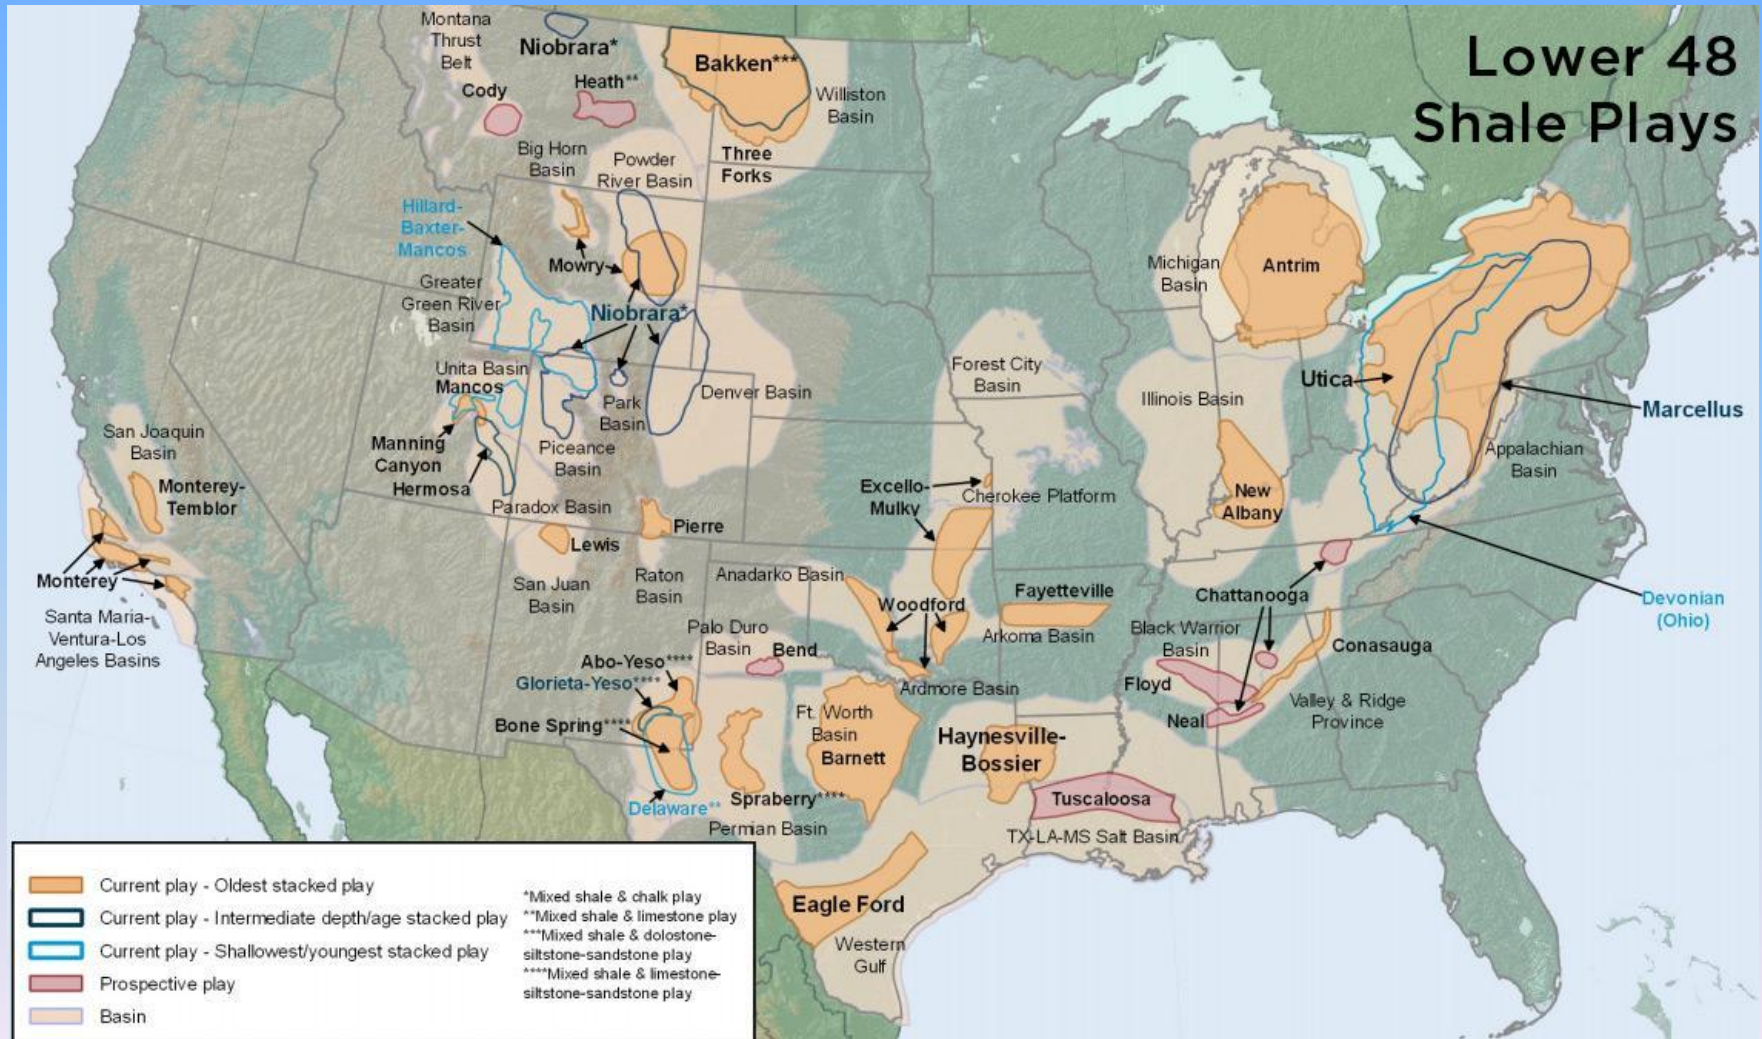 Lower 48
Shale Plays
Montana
Thrust
Belt
Niobrara*
Bakken***
Cody
Heath**
Williston
Basin
Big Horn
Basin
Powder
River Basin
Three
Forks
Hillard-
Baxter-
Mancos
Mowry
Greater
Green River
Basin
Niobrara*
Michigan
Basin
Antrim
Unita Basin
Mancos
Park
Basin
Denver Basin
Forest City
Basin
Illinois Basin
Utica
Marcellus
San Joaquin
Basin
Manning
Canyon
Hermosa
Piceance
Basin
Appalachian
Basin
Monterey-
Temblor
Paradox Basin
Excello-
Mulky
Cherokee Platform
New
Albany
Pierre
Lewis
Monterey
San Juan
Basin
Raton
Basin
Anadarko Basin
Woodford
Fayetteville
Arkoma Basin
Chattanooga
Devonian
(Ohio)
Santa Maria-
Ventura-Los
Angeles Basins
Palo Duro
Basin
Bend
Black Warrior
Basin
Conasauga
Abo-Yeso****
Glorieta-Yeso****
Ardmore Basin
Floyd
Valley & Ridge
Province
Bone Spring****
Ft. Worth
Basin
Barnett
Haynesville-
Bossier
Neal
Delaware**
Spraberry****
Permian Basin
Tuscaloosa
TX-LA-MS Salt Basin
Eagle Ford
Western
Gulf
Current play - Oldest stacked play
Current play - Intermediate depth/age stacked play
Current play - Shallowest/youngest stacked play
Prospective play
Basin
*Mixed shale & chalk play
**Mixed shale & limestone play
***Mixed shale & dolostone-
siltstone-sandstone play
****Mixed shale & limestone-
siltstone-sandstone play